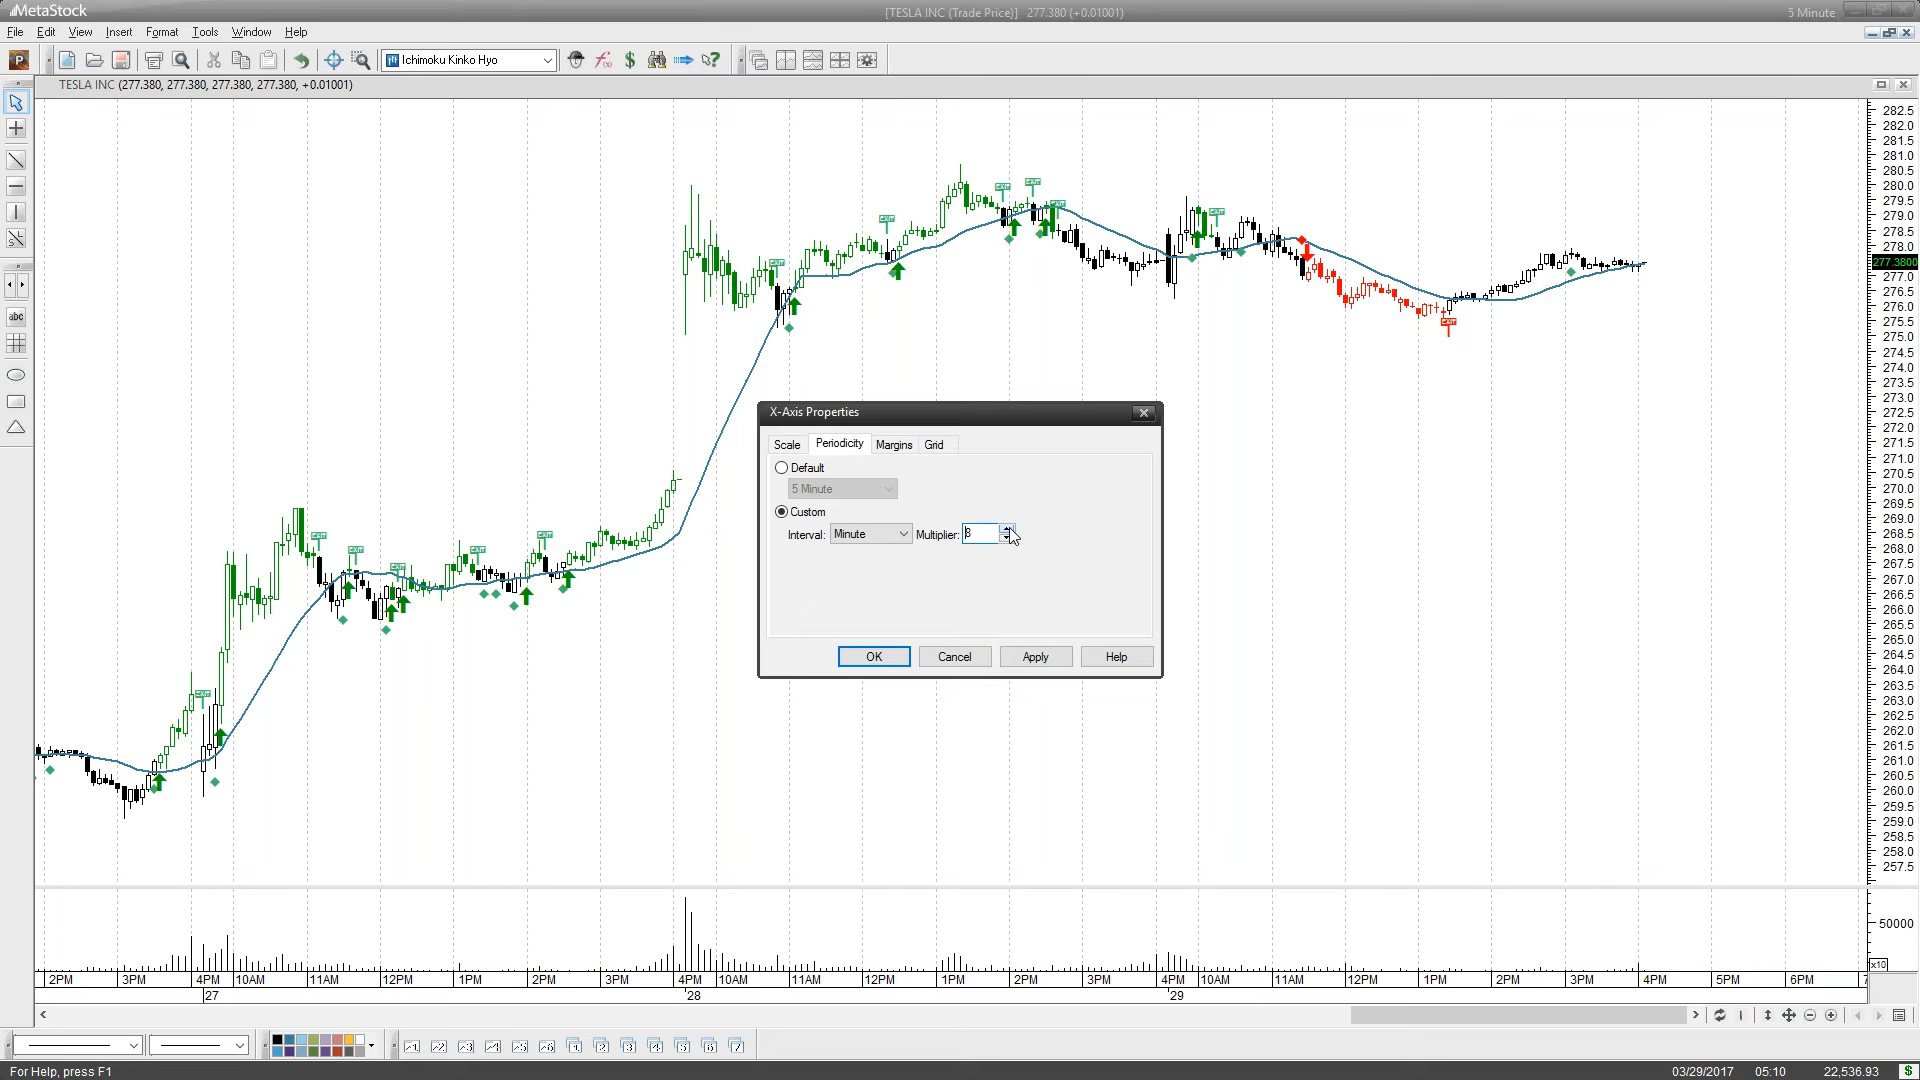 MetaStock
[TESLA INC (Trade Price)] 277.380 (+0.01001)
5 Minute
File Edit View Insert Format Tools Window Help
P
Ichimoku Kinko Hyo
TESLA INC (277.380, 277.380, 277.380, 277.380, +0.01001)
abc
282.5
282.0
281.5
281.0
280.5
280.0
279.5
279.0
278.5
278.0
277.3800
277.0
276.5
276.0
275.5
275.0
274.5
274.0
273.5
273.0
272.5
272.0
271.5
271.0
270.5
270.0
269.5
269.0
268.5
268.0
267.5
267.0
266.5
266.0
265.5
265.0
264.5
264.0
263.5
263.0
262.5
262.0
261.5
261.0
260.5
260.0
259.5
259.0
258.5
258.0
257.5
X-Axis Properties
Scale Periodicity Margins Grid
Default
5 Minute
Custom
Interval: Minute Multiplier: 8
OK Cancel Apply Help
50000
x10
2PM 3PM 4PM 10AM 11AM 12PM 1PM 2PM 3PM 4PM 10AM 11AM 12PM 1PM 2PM 3PM 4PM 10AM 11AM 12PM 1PM 2PM 3PM 4PM 5PM 6PM 7
27 28 29
For Help, press F1
03/29/2017 05:10 22,536.93 $